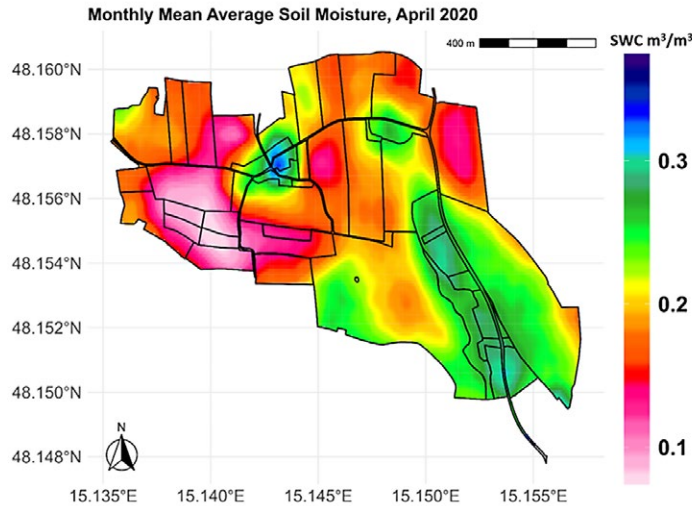 Monthly Mean Average Soil Moisture, April 2020
400 m
SWC m³/m³
48.160°N
48.158°N
48.156°N
48.154°N
48.152°N
48.150°N
48.148°N
0.3
0.2
0.1
N
15.135°E 15.140°E 15.145°E 15.150°E 15.155°E